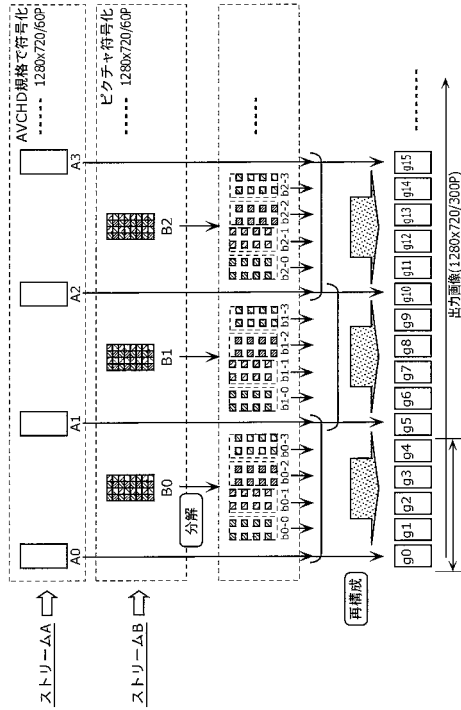 AVCHD規格で符号化
1280x720/60P
A0
A1
A2
A3
ストリームA
ピクチャ符号化
1280x720/60P
B0
B1
B2
ストリームB
分解
b0-0
b0-1
b0-2
b0-3
b1-0
b1-1
b1-2
b1-3
b2-0
b2-1
b2-2
b2-3
再構成
g0
g1
g2
g3
g4
g5
g6
g7
g8
g9
g10
g11
g12
g13
g14
g15
出力画像(1280x720/300P)